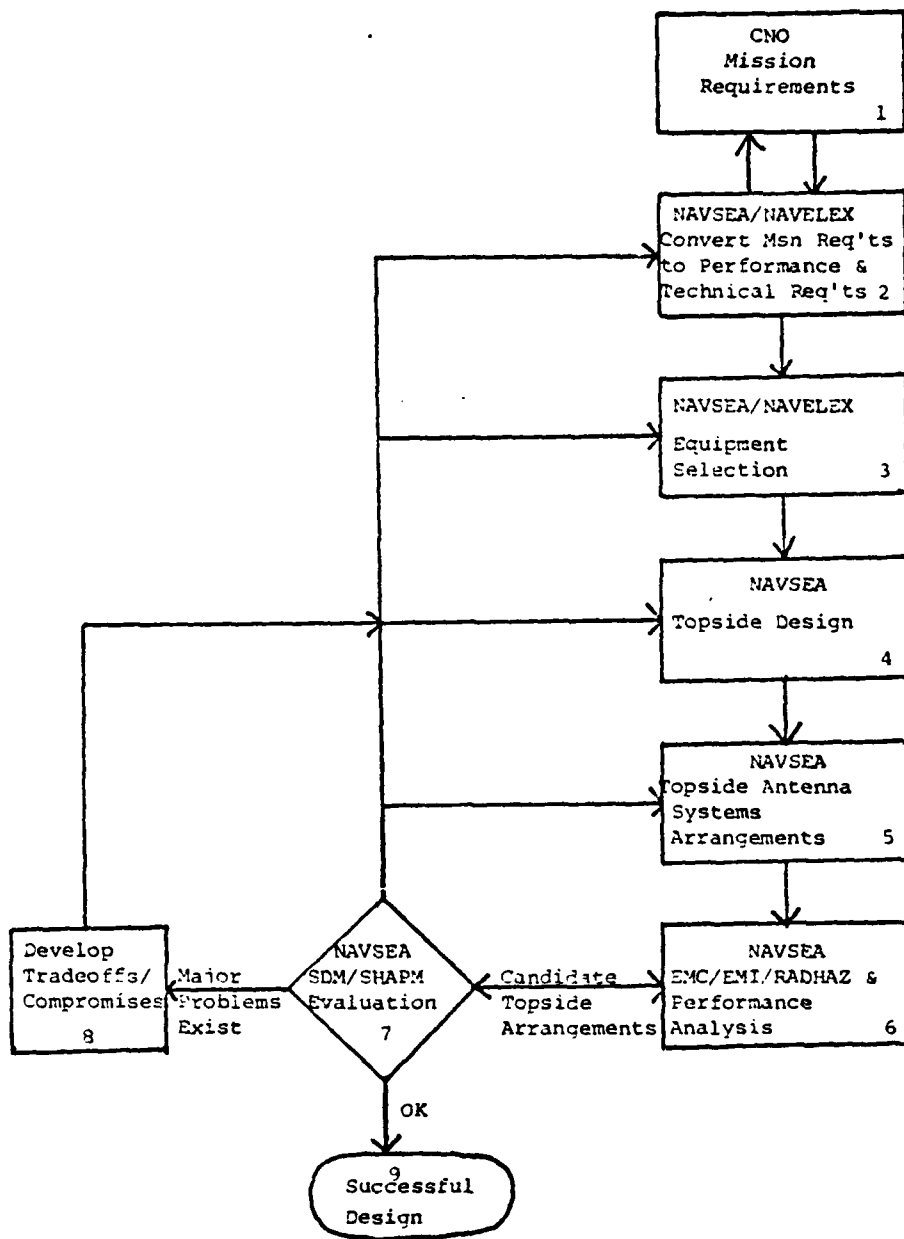 CNO
Mission
Requirements
1
NAVSEA/NAVELEX
Convert Msn Req'ts
to Performance &
Technical Req'ts 2
NAVSEA/NAVELEX
Equipment
Selection 3
NAVSEA
Topside Design
4
NAVSEA
Topside Antenna
Systems
Arrangements 5
NAVSEA
EMC/EMI/RADHAZ &
Performance
Analysis 6
Candidate
Topside
Arrangements
NAVSEA
SDM/SHAPM
Evaluation
7
Major
Problems
Exist
Develop
Tradeoffs/
Compromises
8
OK
9
Successful
Design